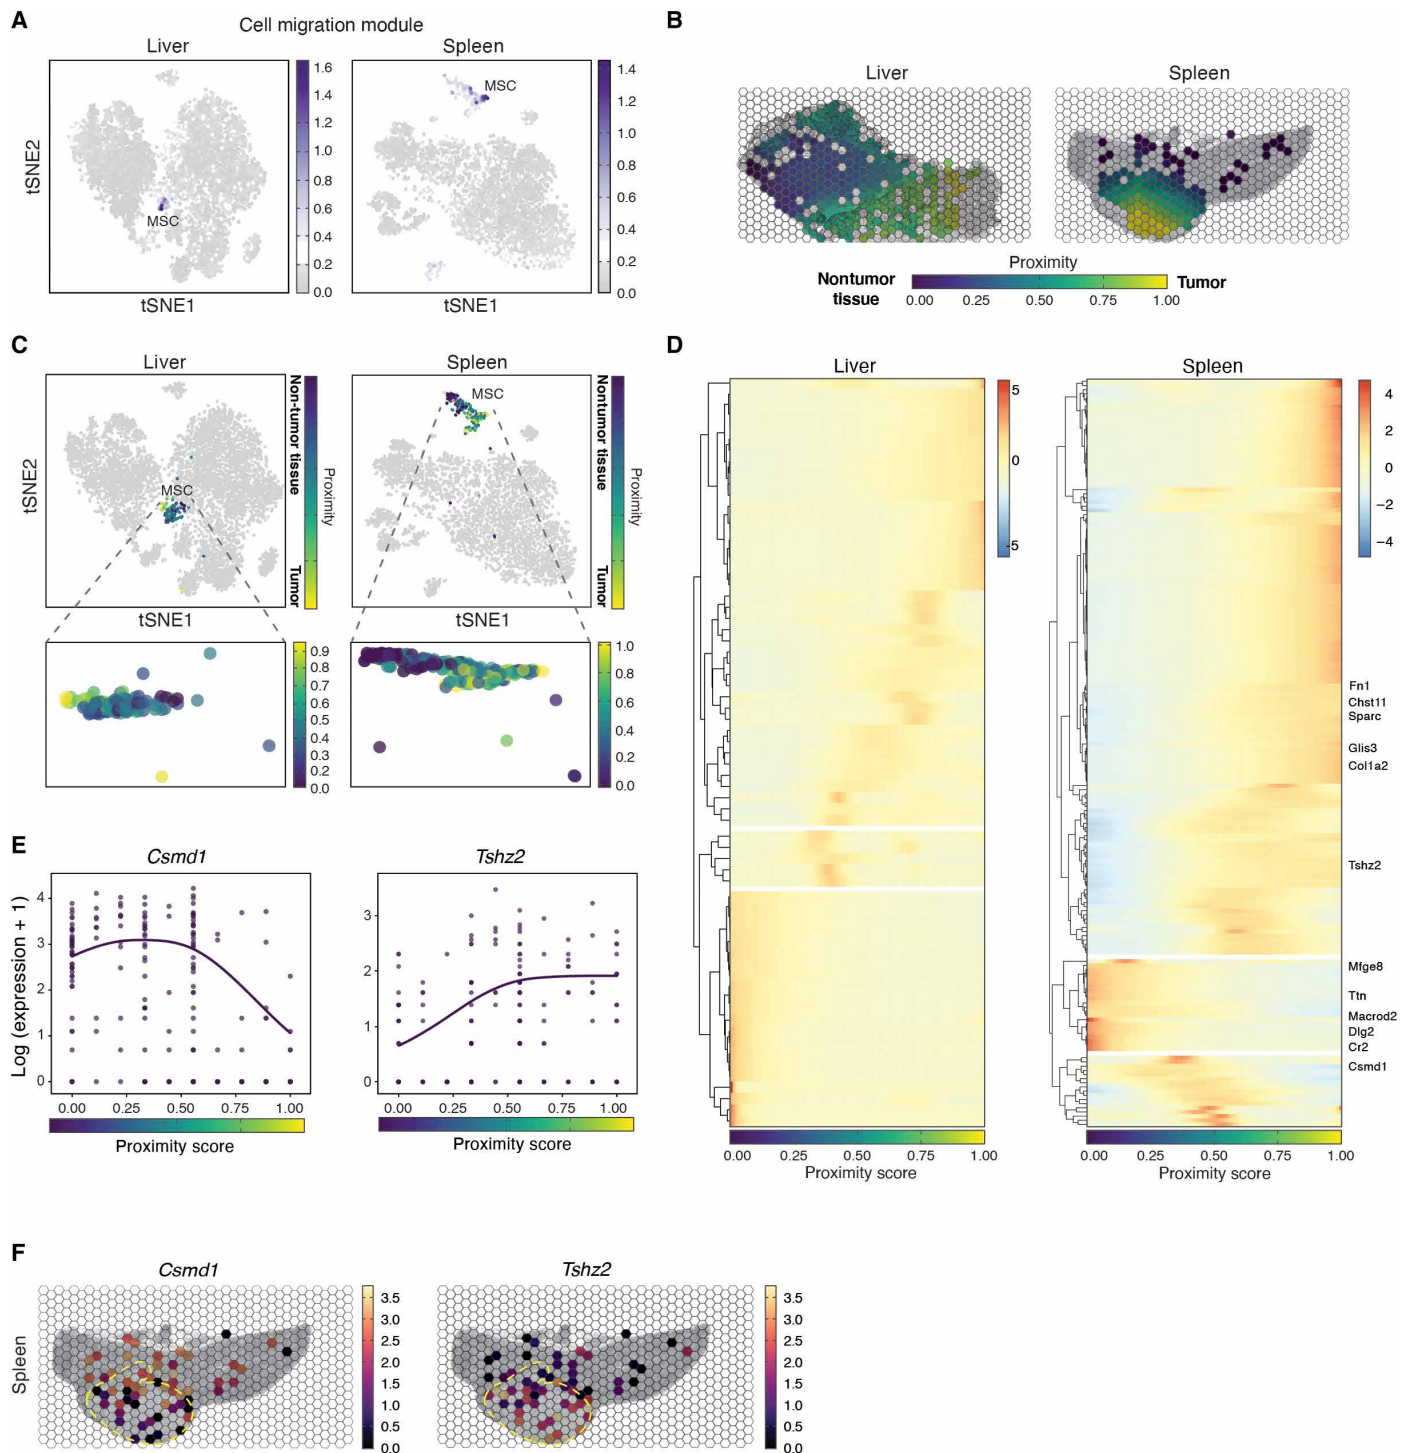 A
Cell migration module
Liver
Spleen
MSC
MSC
1.6
1.4
1.2
1.0
0.8
0.6
0.4
0.2
0.0
1.4
1.2
1.0
0.8
0.6
0.4
0.2
0.0
tSNE2
tSNE1
tSNE1
B
Liver
Spleen
Proximity
Nontumor
tissue
0.00 0.25 0.50 0.75 1.00
Tumor
C
Liver
Spleen
MSC
MSC
Non-tumor tissue
Tumor
Proximity
Nontumor tissue
Tumor
Proximity
tSNE2
tSNE1
tSNE1
0.9
0.8
0.7
0.6
0.5
0.4
0.3
0.2
0.0
1.0
0.8
0.6
0.4
0.2
0.0
D
Liver
Spleen
5
0
5
4
2
0
−2
−4
Fn1
Chst11
Sparc
Glis3
Col1a2
Tshz2
Mfge8
Ttn
Macrod2
Dlg2
Cr2
Csmd1
0.00 0.25 0.50 0.75 1.00
Proximity score
0.00 0.25 0.50 0.75 1.00
Proximity score
E
Csmd1
Tshz2
Log (expression + 1)
4
3
2
1
0
3
2
1
0
0.00 0.25 0.50 0.75 1.00
Proximity score
0.00 0.25 0.50 0.75 1.00
Proximity score
F
Csmd1
Tshz2
Spleen
3.5
3.0
2.5
2.0
1.5
1.0
0.5
0.0
3.5
3.0
2.5
2.0
1.5
1.0
0.5
0.0